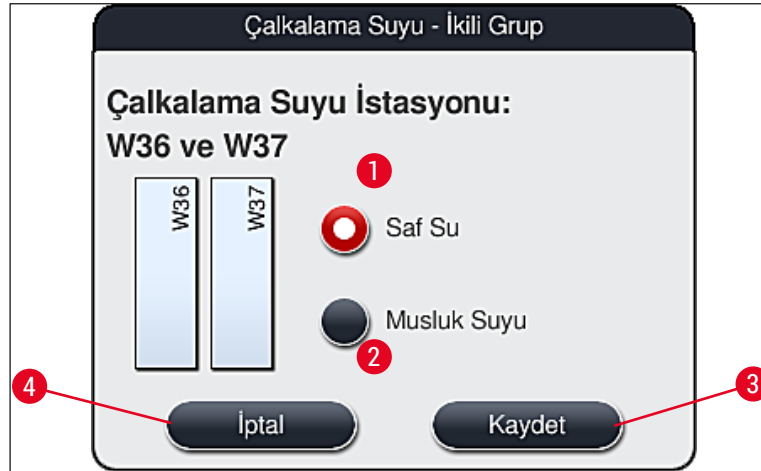 Çalkalama Suyu - İkili Grup
Çalkalama Suyu İstasyonu:
W36 ve W37
W36
W37
1
Saf Su
Musluk Suyu
2
4
3
İptal
Kaydet